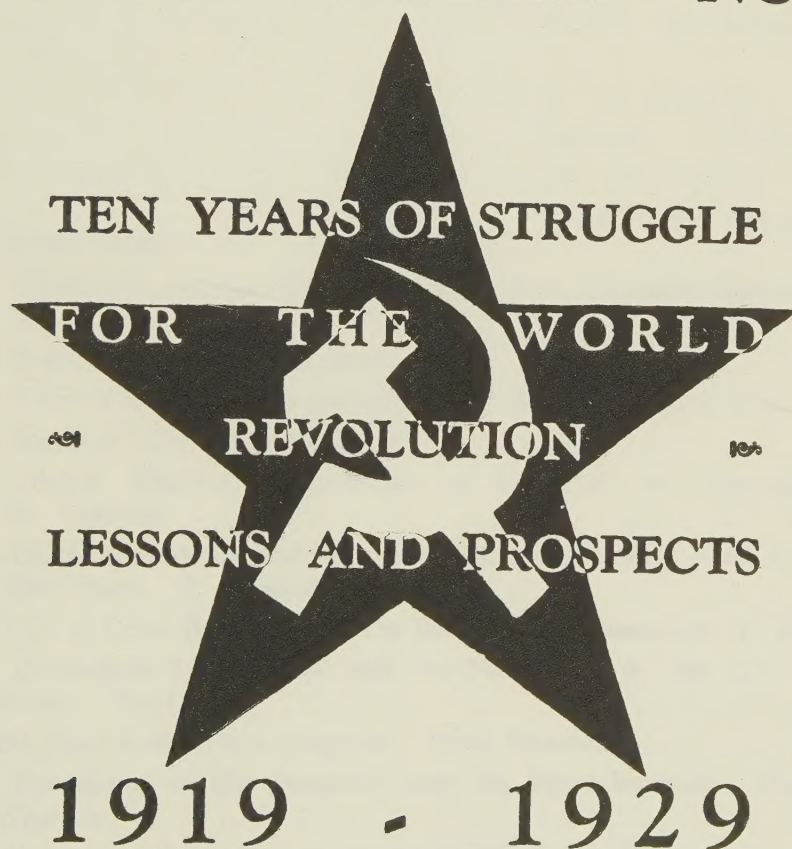 TEN YEARS OF STRUGGLE
FOR THE WORLD
REVOLUTION
LESSONS AND PROSPECTS
1919 - 1929